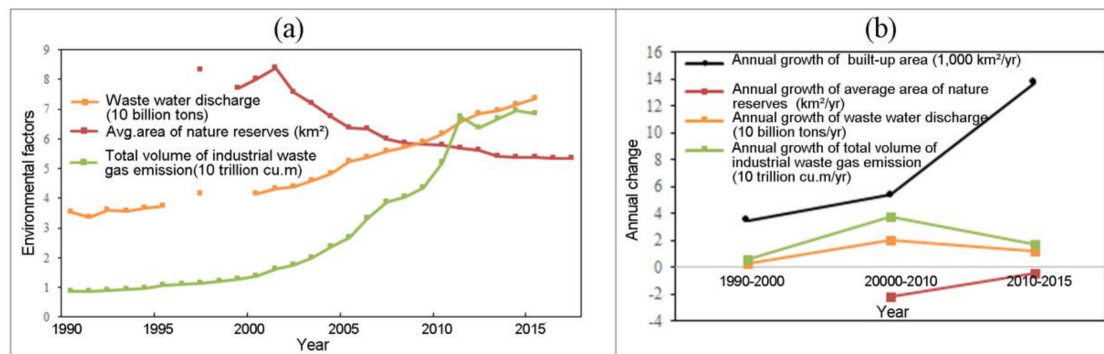 (a)
9
8
7
6
5
4
3
2
1
0
Environmental factors
Waste water discharge
(10 billion tons)
Avg.area of nature reserves (km²)
Total volume of industrial waste
gas emission(10 trillion cu.m)
1990
1995
2000
2005
2010
2015
Year
(b)
16
14
12
10
8
6
4
2
0
-2
-4
Annual change
Annual growth of built-up area (1,000 km²/yr)
Annual growth of average area of nature
reserves (km²/yr)
Annual growth of waste water discharge
(10 billion tons/yr)
Annual growth of total volume of
industrial waste gas emission
(10 trillion cu.m/yr)
1990-2000
20000-2010
2010-2015
Year